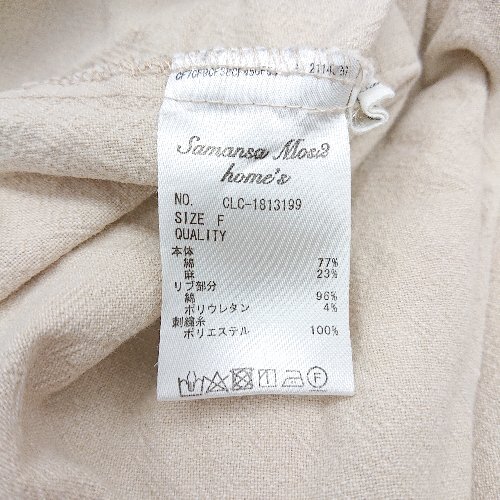 Samansa Mos2
home's
NO. CLC-1813199
SIZE F
QUALITY
本体
綿 77%
麻 23%
リブ部分
綿 96%
ポリウレタン 4%
刺繍糸
ポリエステル 100%
F